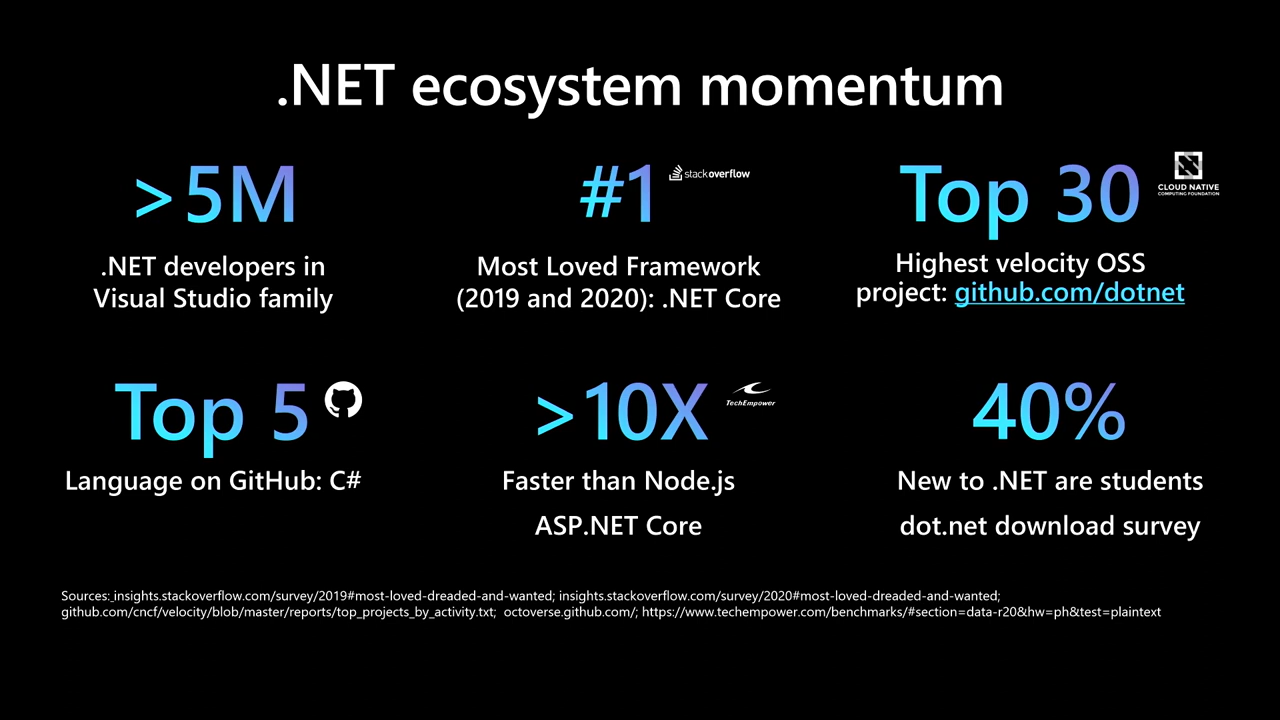 .NET ecosystem momentum
>5M
.NET developers in
Visual Studio family
#1
stackoverflow
Most Loved Framework
(2019 and 2020): .NET Core
Top 30
CLOUD NATIVE
COMPUTING FOUNDATION
Highest velocity OSS
project: github.com/dotnet
Top 5
Language on GitHub: C#
>10X
TechEmpower
Faster than Node.js
ASP.NET Core
40%
New to .NET are students
dot.net download survey
Sources: insights.stackoverflow.com/survey/2019#most-loved-dreaded-and-wanted; insights.stackoverflow.com/survey/2020#most-loved-dreaded-and-wanted;
github.com/cncf/velocity/blob/master/reports/top_projects_by_activity.txt; octoverse.github.com/; https://www.techempower.com/benchmarks/#section=data-r20&hw=ph&test=plaintext